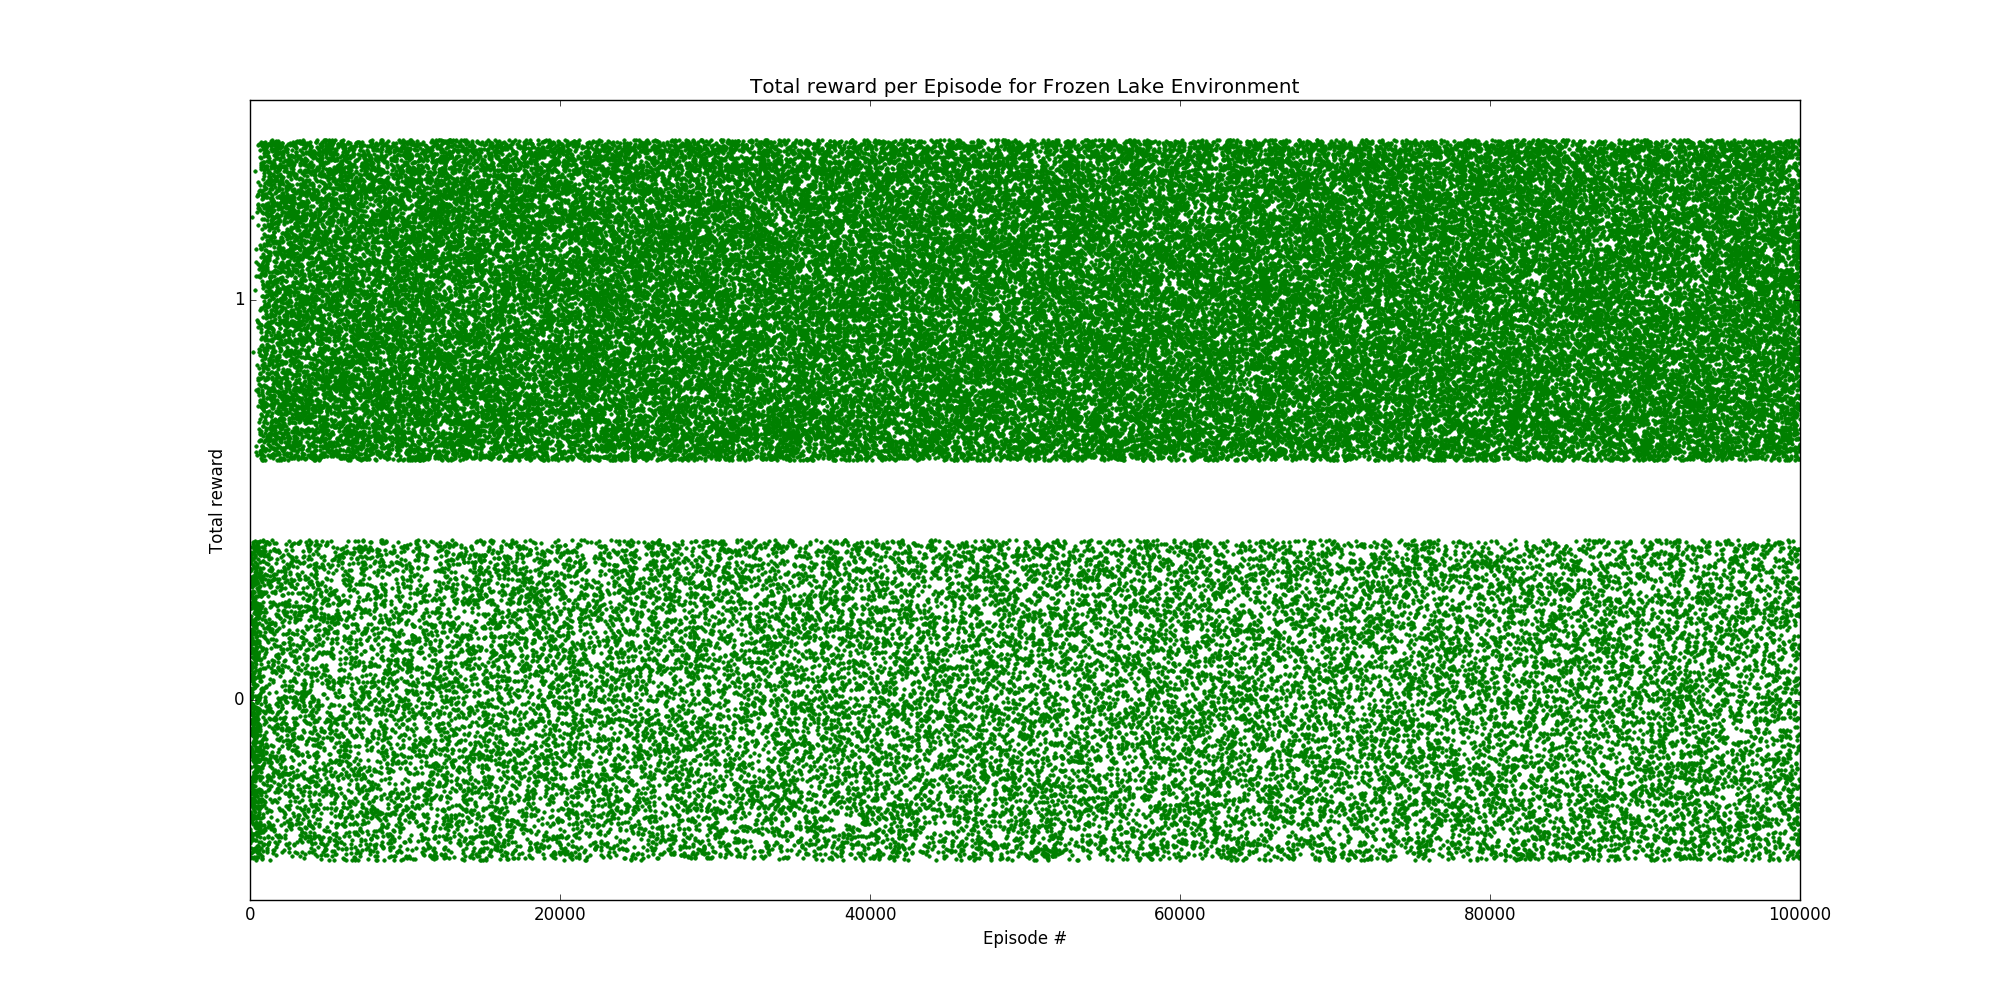 Total reward per Episode for Frozen Lake Environment
Total reward
1
0
0
20000
40000
60000
80000
100000
Episode #